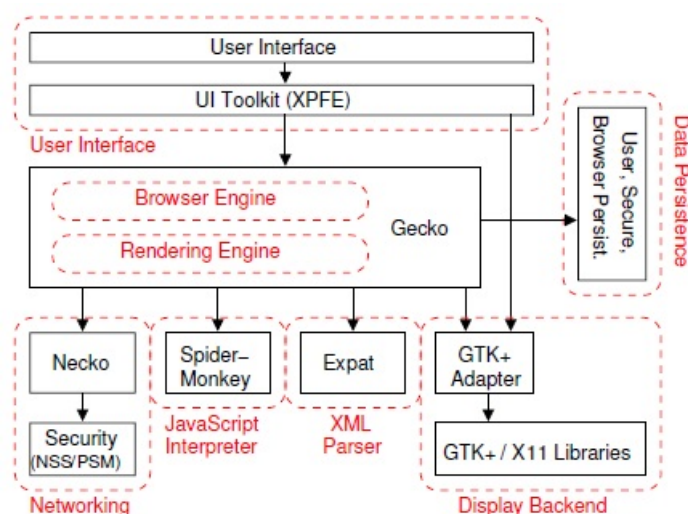 User Interface
UI Toolkit (XPFE)
User Interface
Browser Engine
Rendering Engine
Gecko
User, Secure,
Browser Persist.
Data Persistence
Necko
Security
(NSS/PSM)
Networking
Spider–
Monkey
JavaScript
Interpreter
Expat
XML
Parser
GTK+
Adapter
GTK+ / X11 Libraries
Display Backend